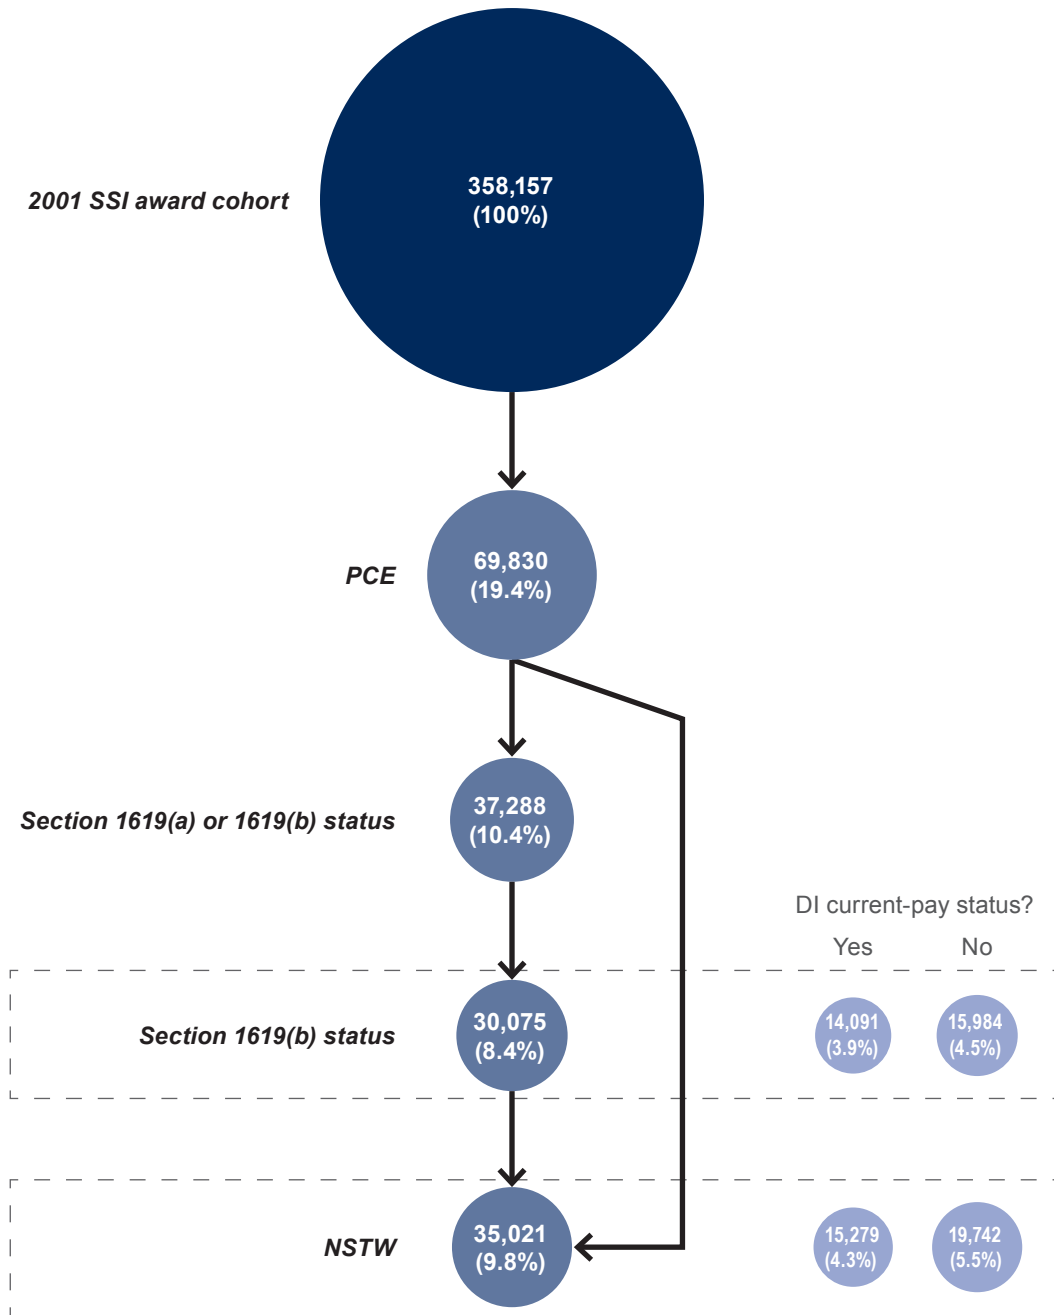 2001 SSI award cohort
358,157
(100%)
PCE
69,830
(19.4%)
Section 1619(a) or 1619(b) status
37,288
(10.4%)
DI current-pay status?
Yes
No
Section 1619(b) status
30,075
(8.4%)
14,091
(3.9%)
15,984
(4.5%)
NSTW
35,021
(9.8%)
15,279
(4.3%)
19,742
(5.5%)